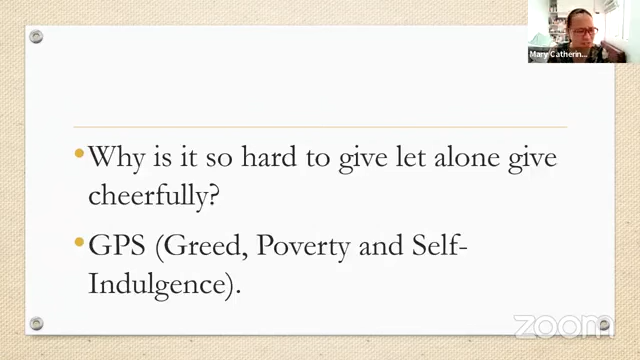 Mary Catherin...
•Why is it so hard to give let alone give
cheerfully?
•GPS (Greed, Poverty and Self-
Indulgence).
zoom